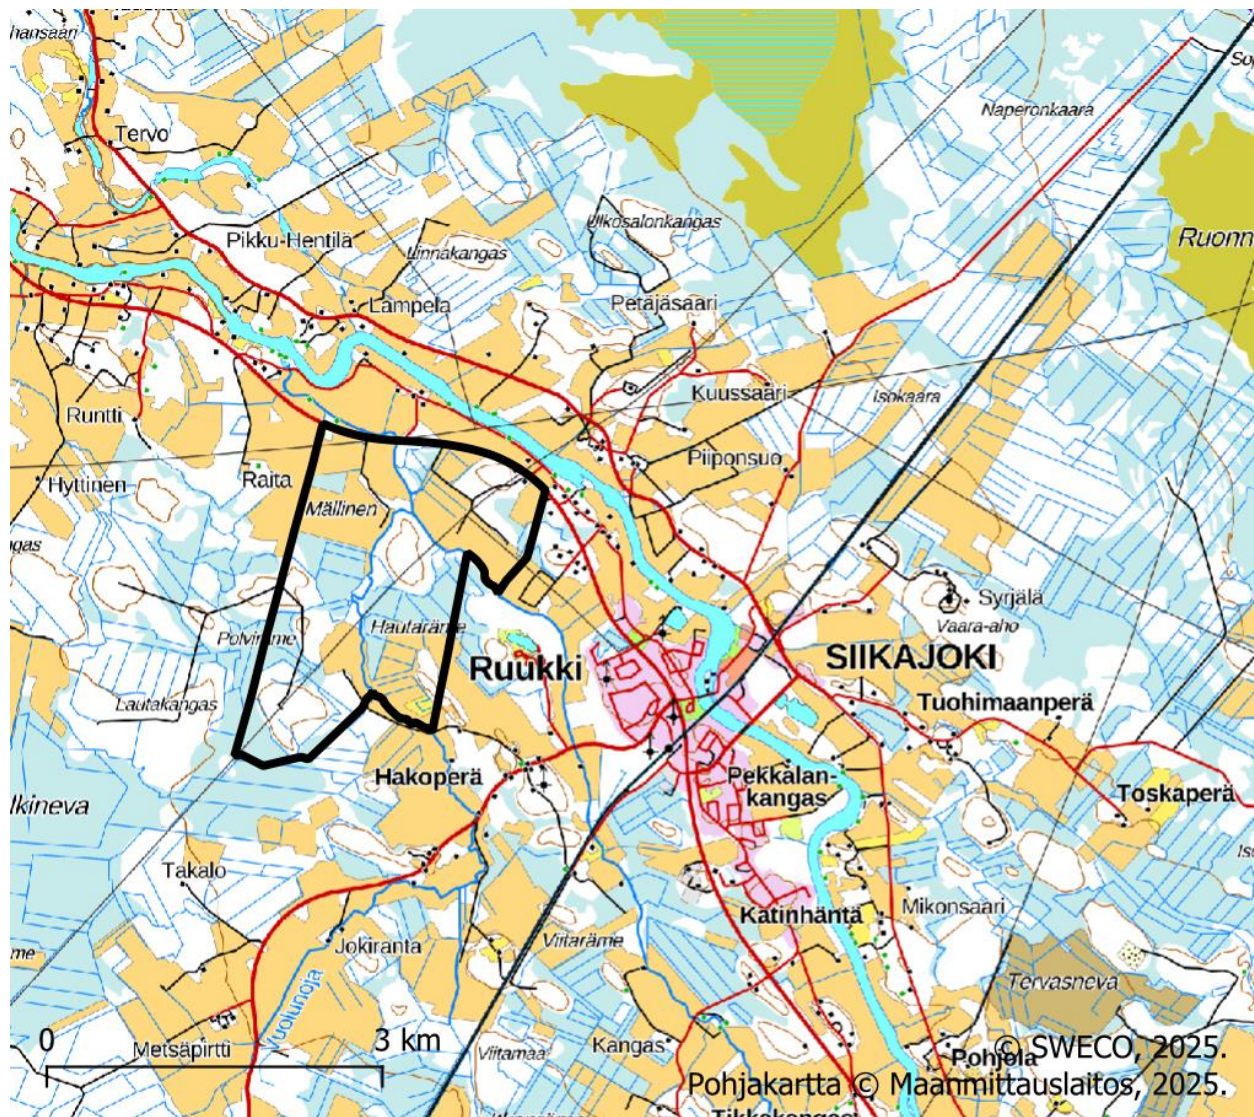 Tervo
Naperonkaara
Ulkosalonkangas
Pikku-Hentilä
Linnakangas
Ruonn
Lampela
Petäjäsaari
Kuussaari
Isokaara
Runtti
Piiponsuo
Hyttinen
Raita
Mällinen
Syrjälä
Vaara-aho
Polviräme
Hautaräme
Ruukki
SIIKAJOKI
Lautakangas
Tuohimaanperä
Hakoperä
Pekkalan-
kangas
Toskaperä
lkineva
Takalo
Katinhäntä
Mikonsaari
Jokiranta
Viitaräme
Tervasneva
Vuolunoja
0 3 km
Metsäpirtti
Viitamaa
Kangas
Pohjola
© SWECO, 2025.
Pohjakartta © Maanmittauslaitos, 2025.